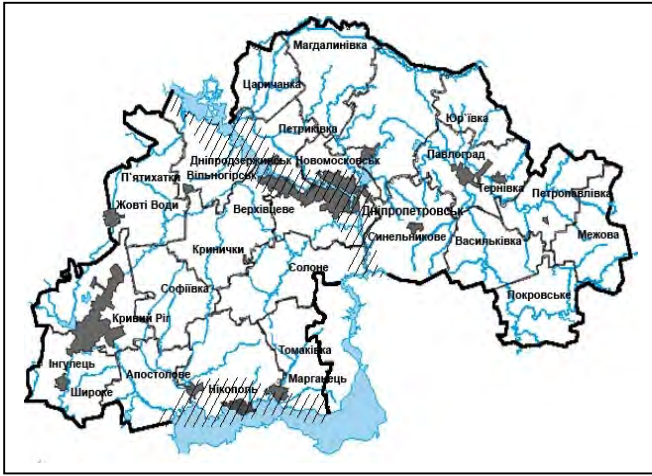 Магдалинівка
Царичанка
Юр'ївка
Петриківка
Дніпродзержинськ Новомосковськ
Павлоград
П'ятихатки Вільногірськ
Тернівка Петропавлівка
Жовті Води
Верхівцеве
Дніпропетровськ
Синельникове Васильківка Межова
Кринички
Солоне
Софіївка
Покровське
Кривий Ріг
Томаківка
Інгулець
Апостолове
Широке
Нікополь
Марганець